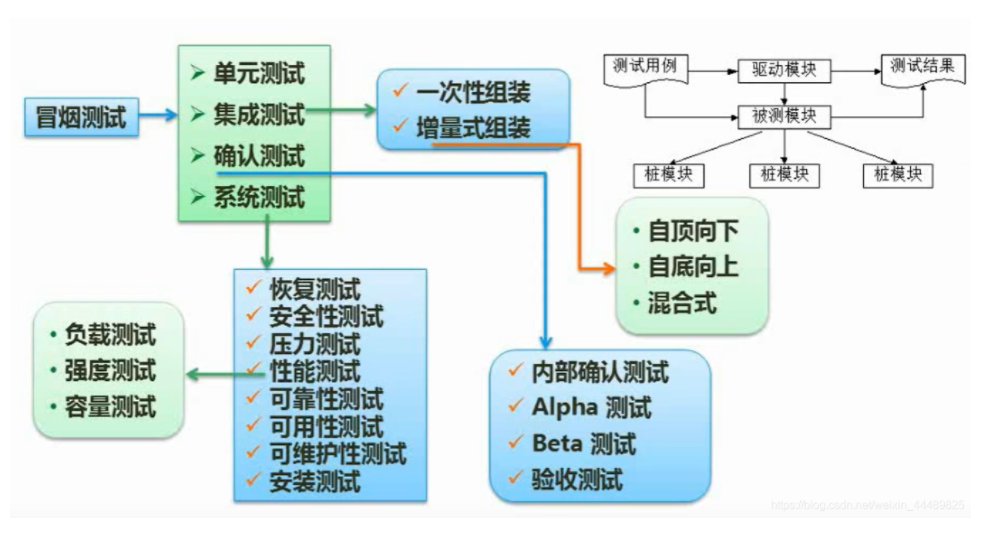 冒烟测试
单元测试
集成测试
确认测试
系统测试
一次性组装
增量式组装
测试用例
驱动模块
测试结果
被测模块
桩模块
桩模块
桩模块
自顶向下
自底向上
混合式
恢复测试
安全性测试
压力测试
性能测试
可靠性测试
可用性测试
可维护性测试
安装测试
负载测试
强度测试
容量测试
内部确认测试
Alpha 测试
Beta 测试
验收测试
https://blog.csdn.net/weixin_44489825